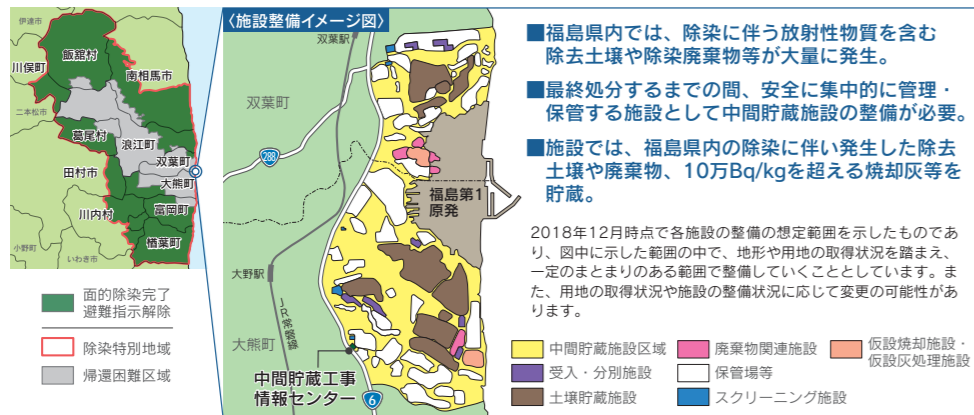 伊達市
飯舘村
川俣町
南相馬市
二本松市
葛尾村
浪江町
双葉町
田村市
大熊町
富岡町
川内村
楢葉町
小野町
いわき市
面的除染完了
避難指示解除
除染特別地域
帰還困難区域
〈施設整備イメージ図〉
双葉駅
双葉町
288
福島第1
原発
大野駅
JR常磐線
大熊町
中間貯蔵工事
情報センター
6
■福島県内では、除染に伴う放射性物質を含む
除去土壌や除染廃棄物等が大量に発生。
■最終処分するまでの間、安全に集中的に管理・
保管する施設として中間貯蔵施設の整備が必要。
■施設では、福島県内の除染に伴い発生した除去
土壌や廃棄物、10万Bq/kgを超える焼却灰等を
貯蔵。
2018年12月時点で各施設の整備の想定範囲を示したものであ
り、図中に示した範囲の中で、地形や用地の取得状況を踏まえ、
一定のまとまりのある範囲で整備していくこととしています。ま
た、用地の取得状況や施設の整備状況に応じて変更の可能性があ
ります。
中間貯蔵施設区域
廃棄物関連施設
仮設焼却施設・
仮設灰処理施設
受入・分別施設
保管場等
土壌貯蔵施設
スクリーニング施設